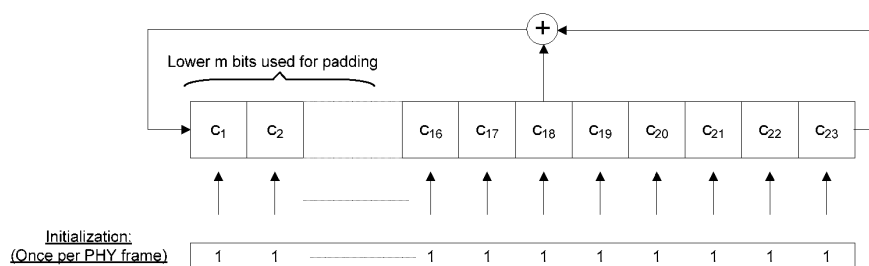 +
Lower m bits used for padding
C₁ C₂ C₁₆ C₁₇ C₁₈ C₁₉ C₂₀ C₂₁ C₂₂ C₂₃
Initialization:
(Once per PHY frame) 1 1 1 1 1 1 1 1 1 1